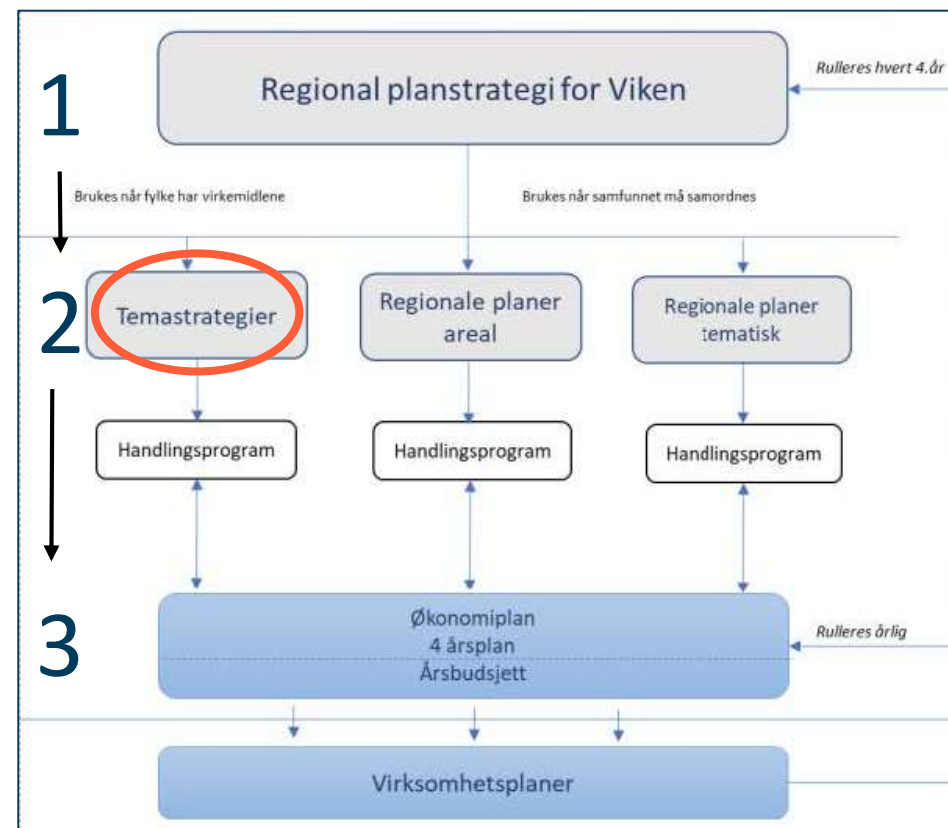 1
Regional planstrategi for Viken
Rulleres hvert 4.år
Brukes når fylke har virkemidlene
Brukes når samfunnet må samordnes
2
Temastrategier
Regionale planer
areal
Regionale planer
tematisk
Handlingsprogram
Handlingsprogram
Handlingsprogram
3
Økonomiplan
4 årsplan
Årsbudsjett
Rulleres årlig
Virksomhetsplaner